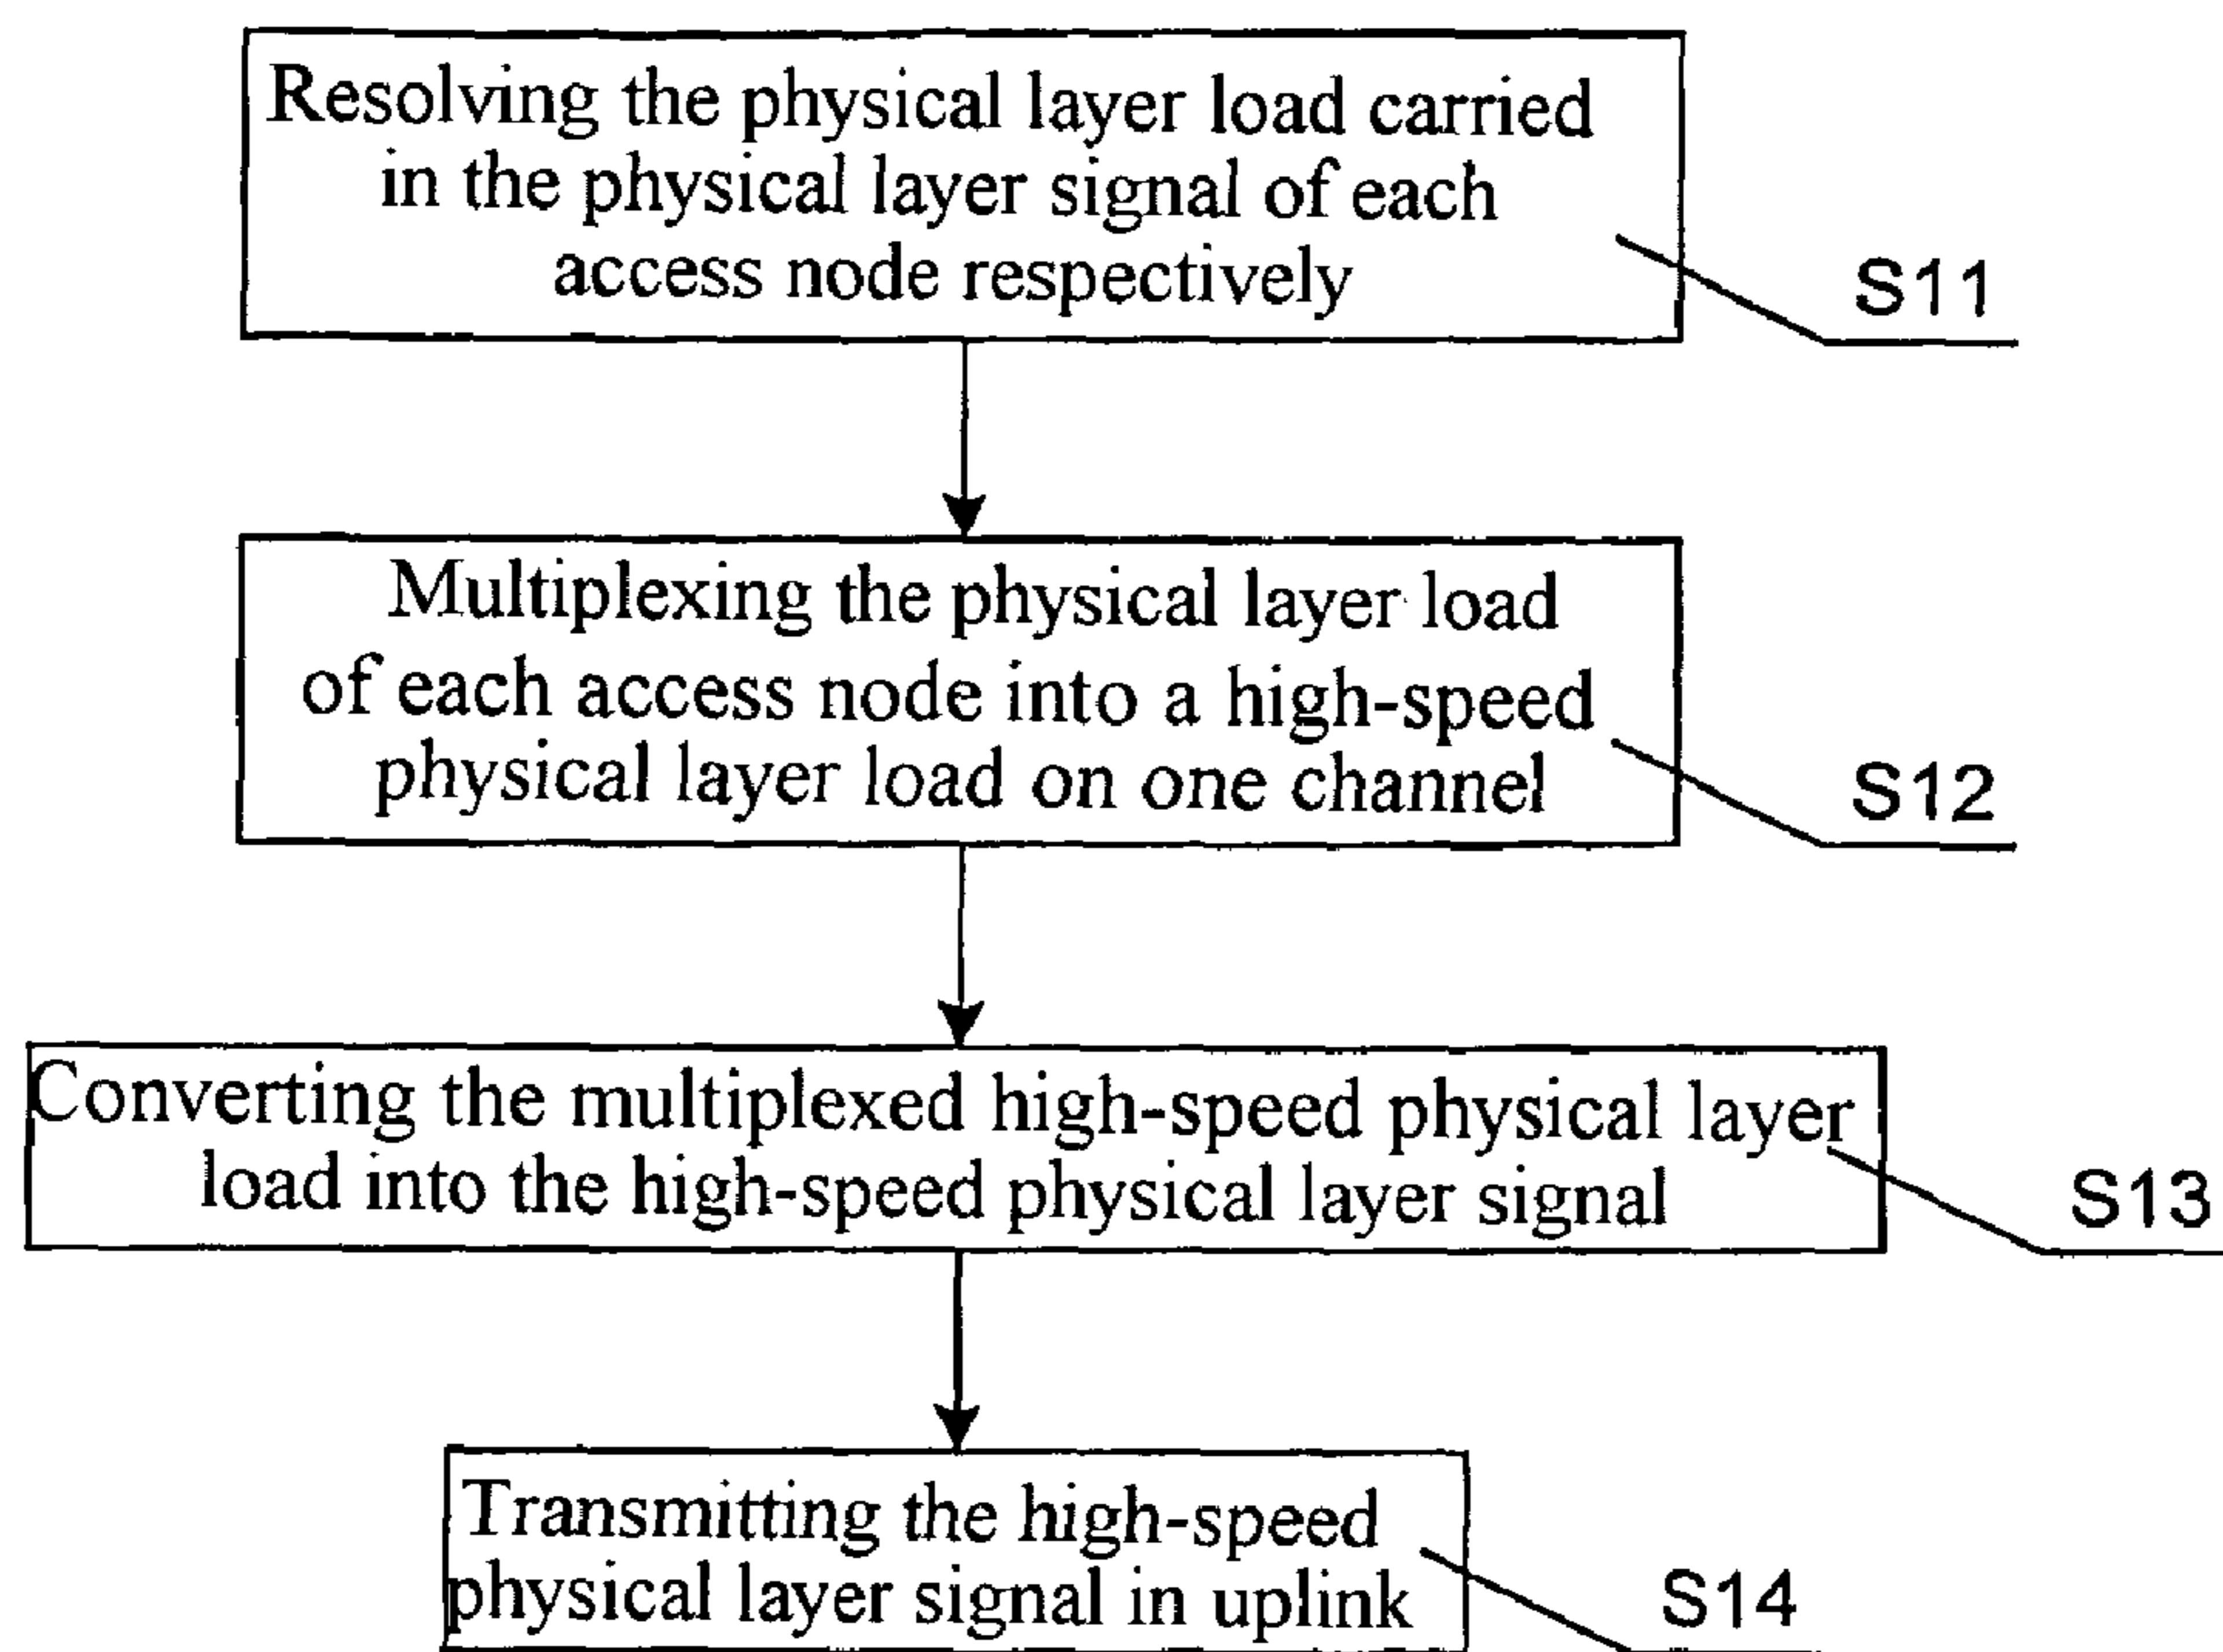 Resolving the physical layer load carried
in the physical layer signal of each
access node respectively
S11
Multiplexing the physical layer load
of each access node into a high-speed
physical layer load on one channel
S12
Converting the multiplexed high-speed physical layer
load into the high-speed physical layer signal
S13
Transmitting the high-speed
physical layer signal in uplink
S14